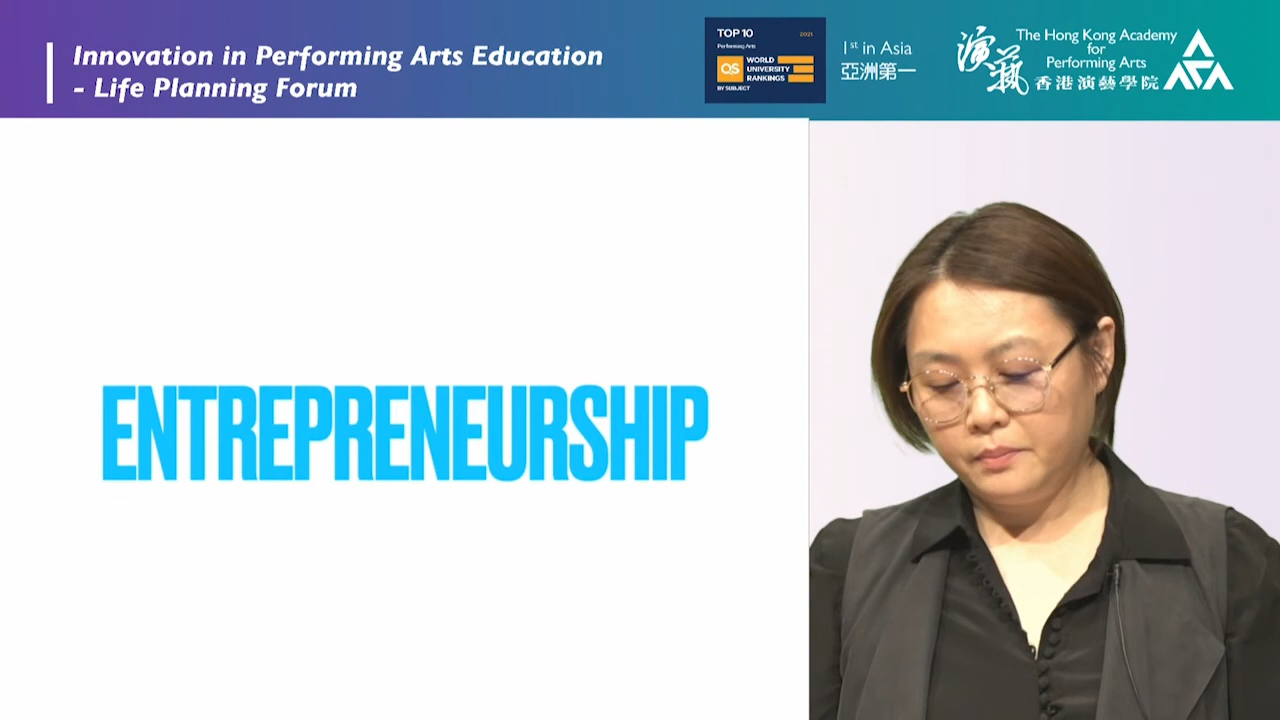 Innovation in Performing Arts Education
- Life Planning Forum
TOP 10 2021
Performing Arts
QS WORLD
UNIVERSITY
RANKINGS
BY SUBJECT
1st in Asia
亞洲第一
演藝
The Hong Kong Academy
for
Performing Arts
香港演藝學院
ENTREPRENEURSHIP